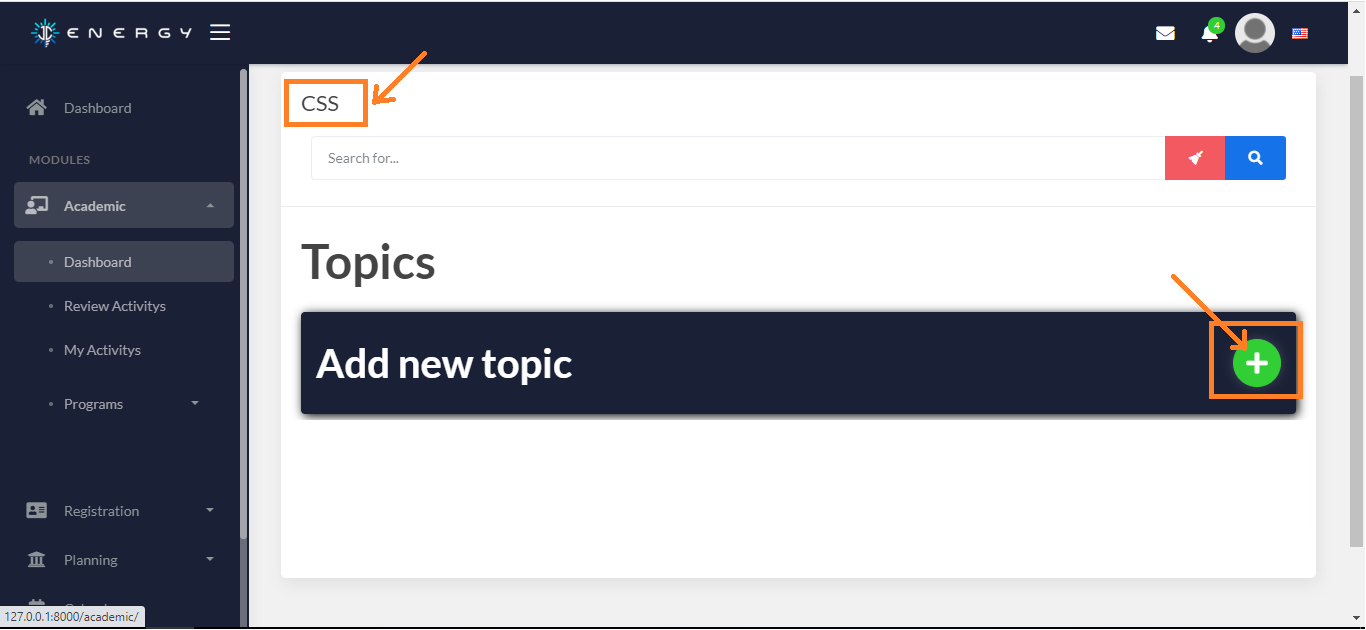 ENERGY
4
Dashboard
MODULES
Academic
Dashboard
Review Activitys
My Activitys
Programs
Registration
Planning
127.0.0.1:8000/academic/
CSS
Search for...
Topics
Add new topic